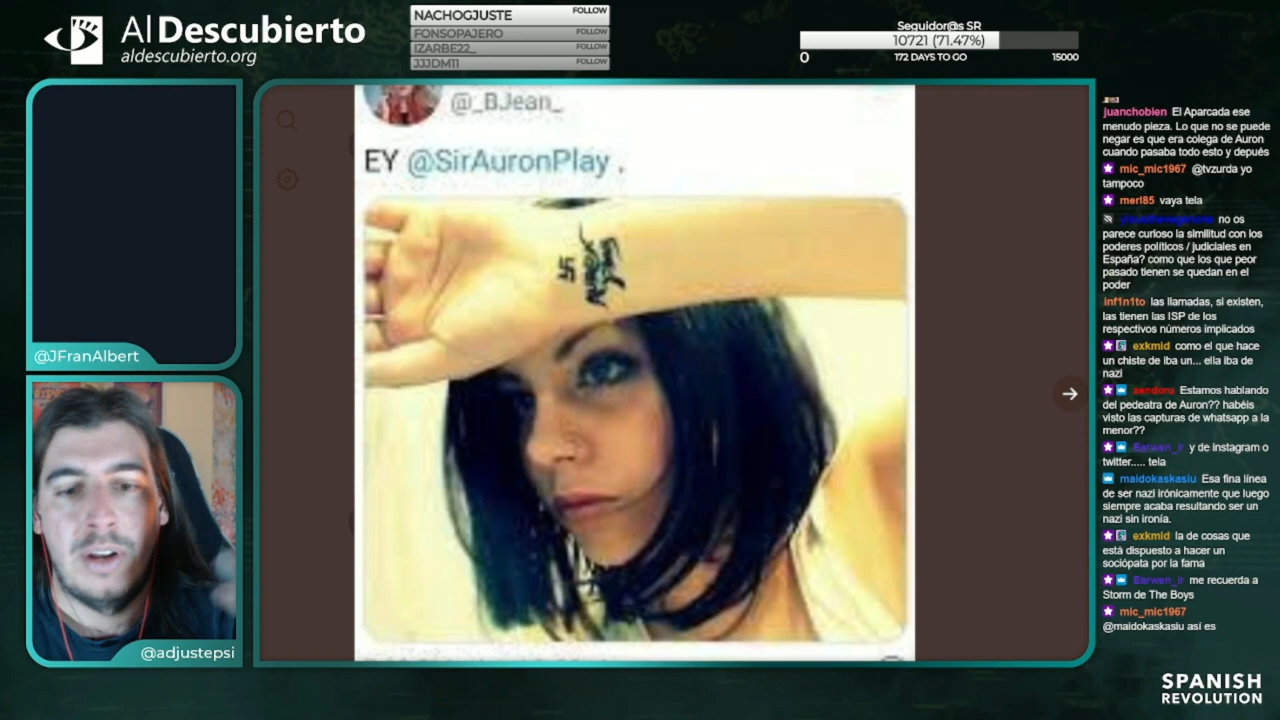 Al Descubierto
aldescubierto.org
NACHOGJUSTE FOLLOW
FONSOPAJERO FOLLOW
IZARBE22_ FOLLOW
JJJDM11 FOLLOW
Seguidor@s SR
10721 (71.47%)
0 172 DAYS TO GO 15000
@_BJean_
EY @SirAuronPlay .
@JFranAlbert
@adjustepsi
juanchobien El Aparcada ese
menudo pieza. Lo que no se puede
negar es que era colega de Auron
cuando pasaba todo esto y depués
mic_mic1967 @tvzurda yo
tampoco
meri85 vaya tela
no os
parece curioso la similitud con los
poderes políticos / judiciales en
España? como que los que peor
pasado tienen se quedan en el
poder
inf1n1to las llamadas, si existen,
las tienen las ISP de los
respectivos números implicados
exkmid como el que hace
un chiste de iba un... ella iba de
nazi
Estamos hablando
del pedeatra de Auron?? habéis
visto las capturas de whatsapp a la
menor??
Earwen_ir y de instagram o
twitter..... tela
maidokaskasiu Esa fina línea
de ser nazi irónicamente que luego
siempre acaba resultando ser un
nazi sin ironía.
exkmid la de cosas que
está dispuesto a hacer un
sociópata por la fama
Earwen_ir me recuerda a
Storm de The Boys
mic_mic1967
@maidokaskasiu así es
SPANISH
REVOLUTION